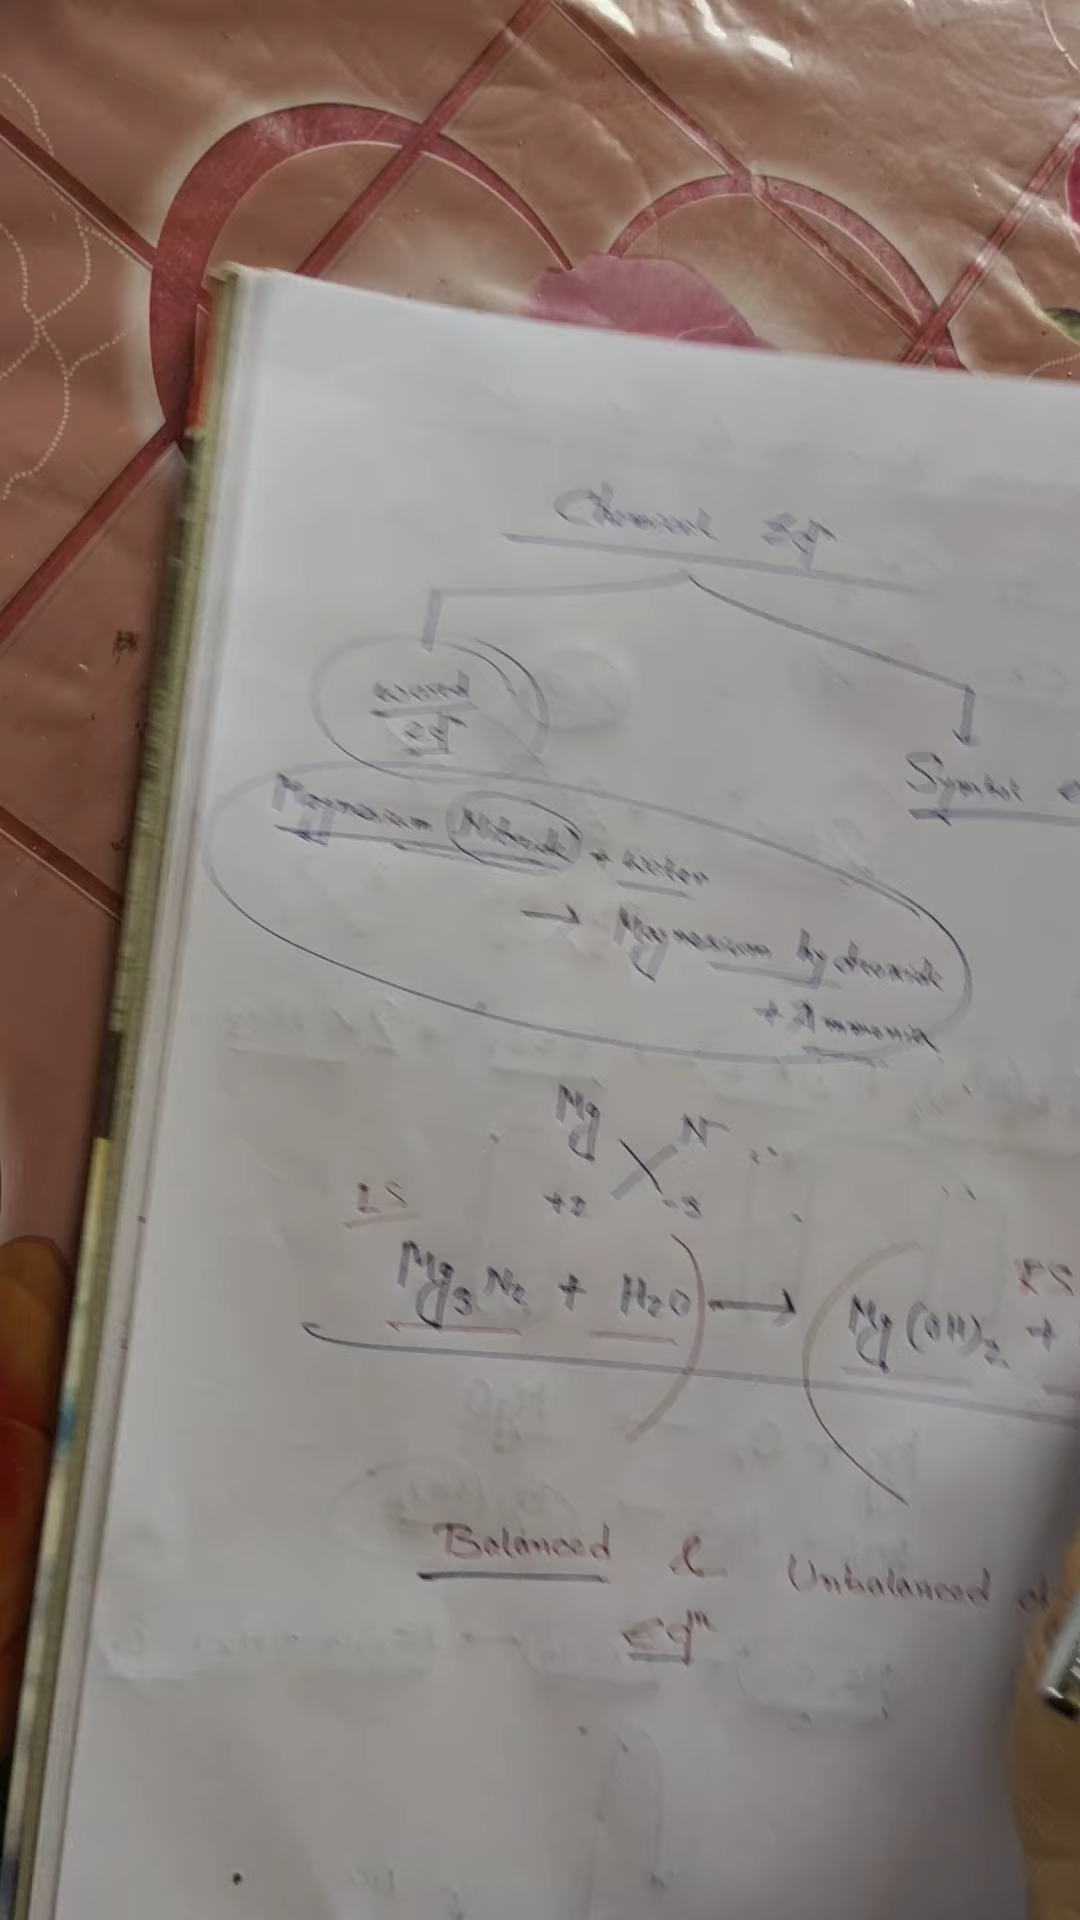 Chemical Eqn
word
Eqn
Symbol e
Magnesium Nitride + water
→ Magnesium hydroxide
+ Ammonia
Mg N
+2 -3
LS
RS
Mg3N2 + H2O → Mg(OH)2 +
Balanced & Unbalanced
Eqn